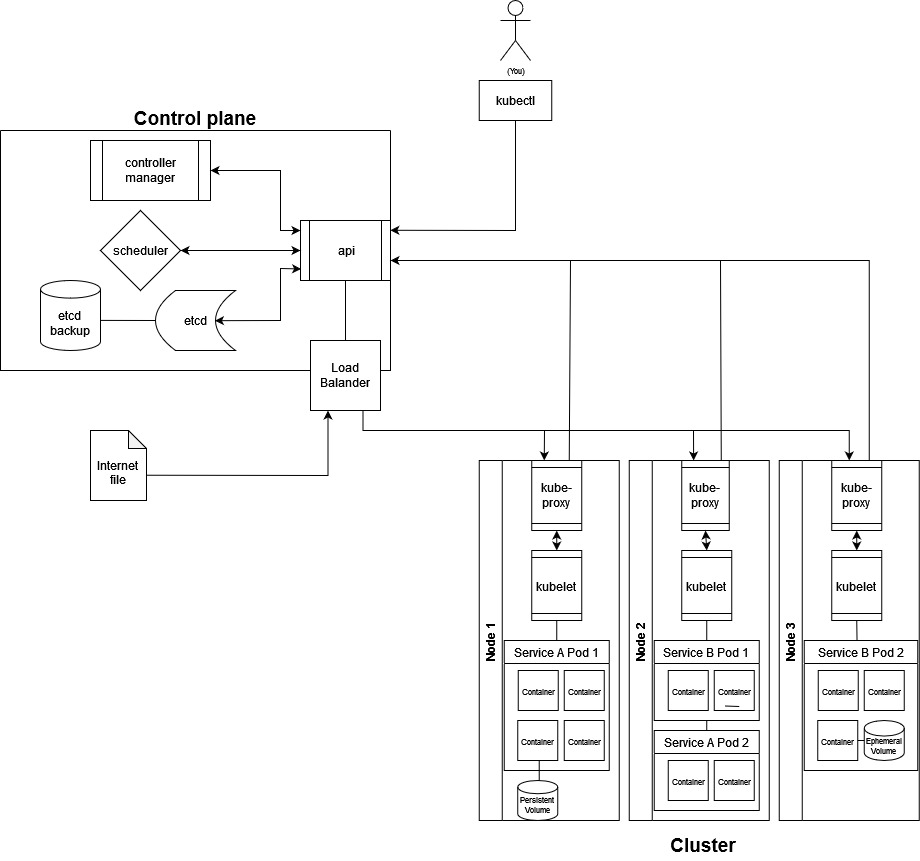 (You)
kubectl
Control plane
controller
manager
scheduler
api
etcd
backup
etcd
Load
Balander
Internet
file
Node 1
kube-
proxy
kubelet
Service A Pod 1
Container
Container
Container
Container
Persistent
Volume
Node 2
kube-
proxy
kubelet
Service B Pod 1
Container
Container
Service A Pod 2
Container
Container
Node 3
kube-
proxy
kubelet
Service B Pod 2
Container
Container
Container
Ephemeral
Volume
Cluster